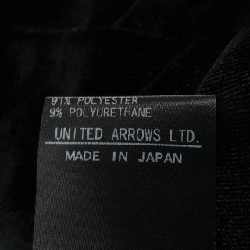 91% POLYESTER
9% POLYURETHANE
UNITED ARROWS LTD.
MADE IN JAPAN